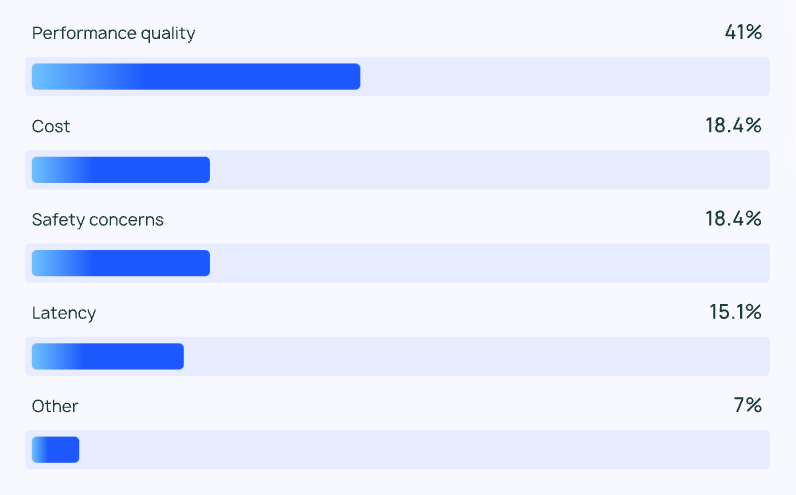 Performance quality 41%
Cost 18.4%
Safety concerns 18.4%
Latency 15.1%
Other 7%